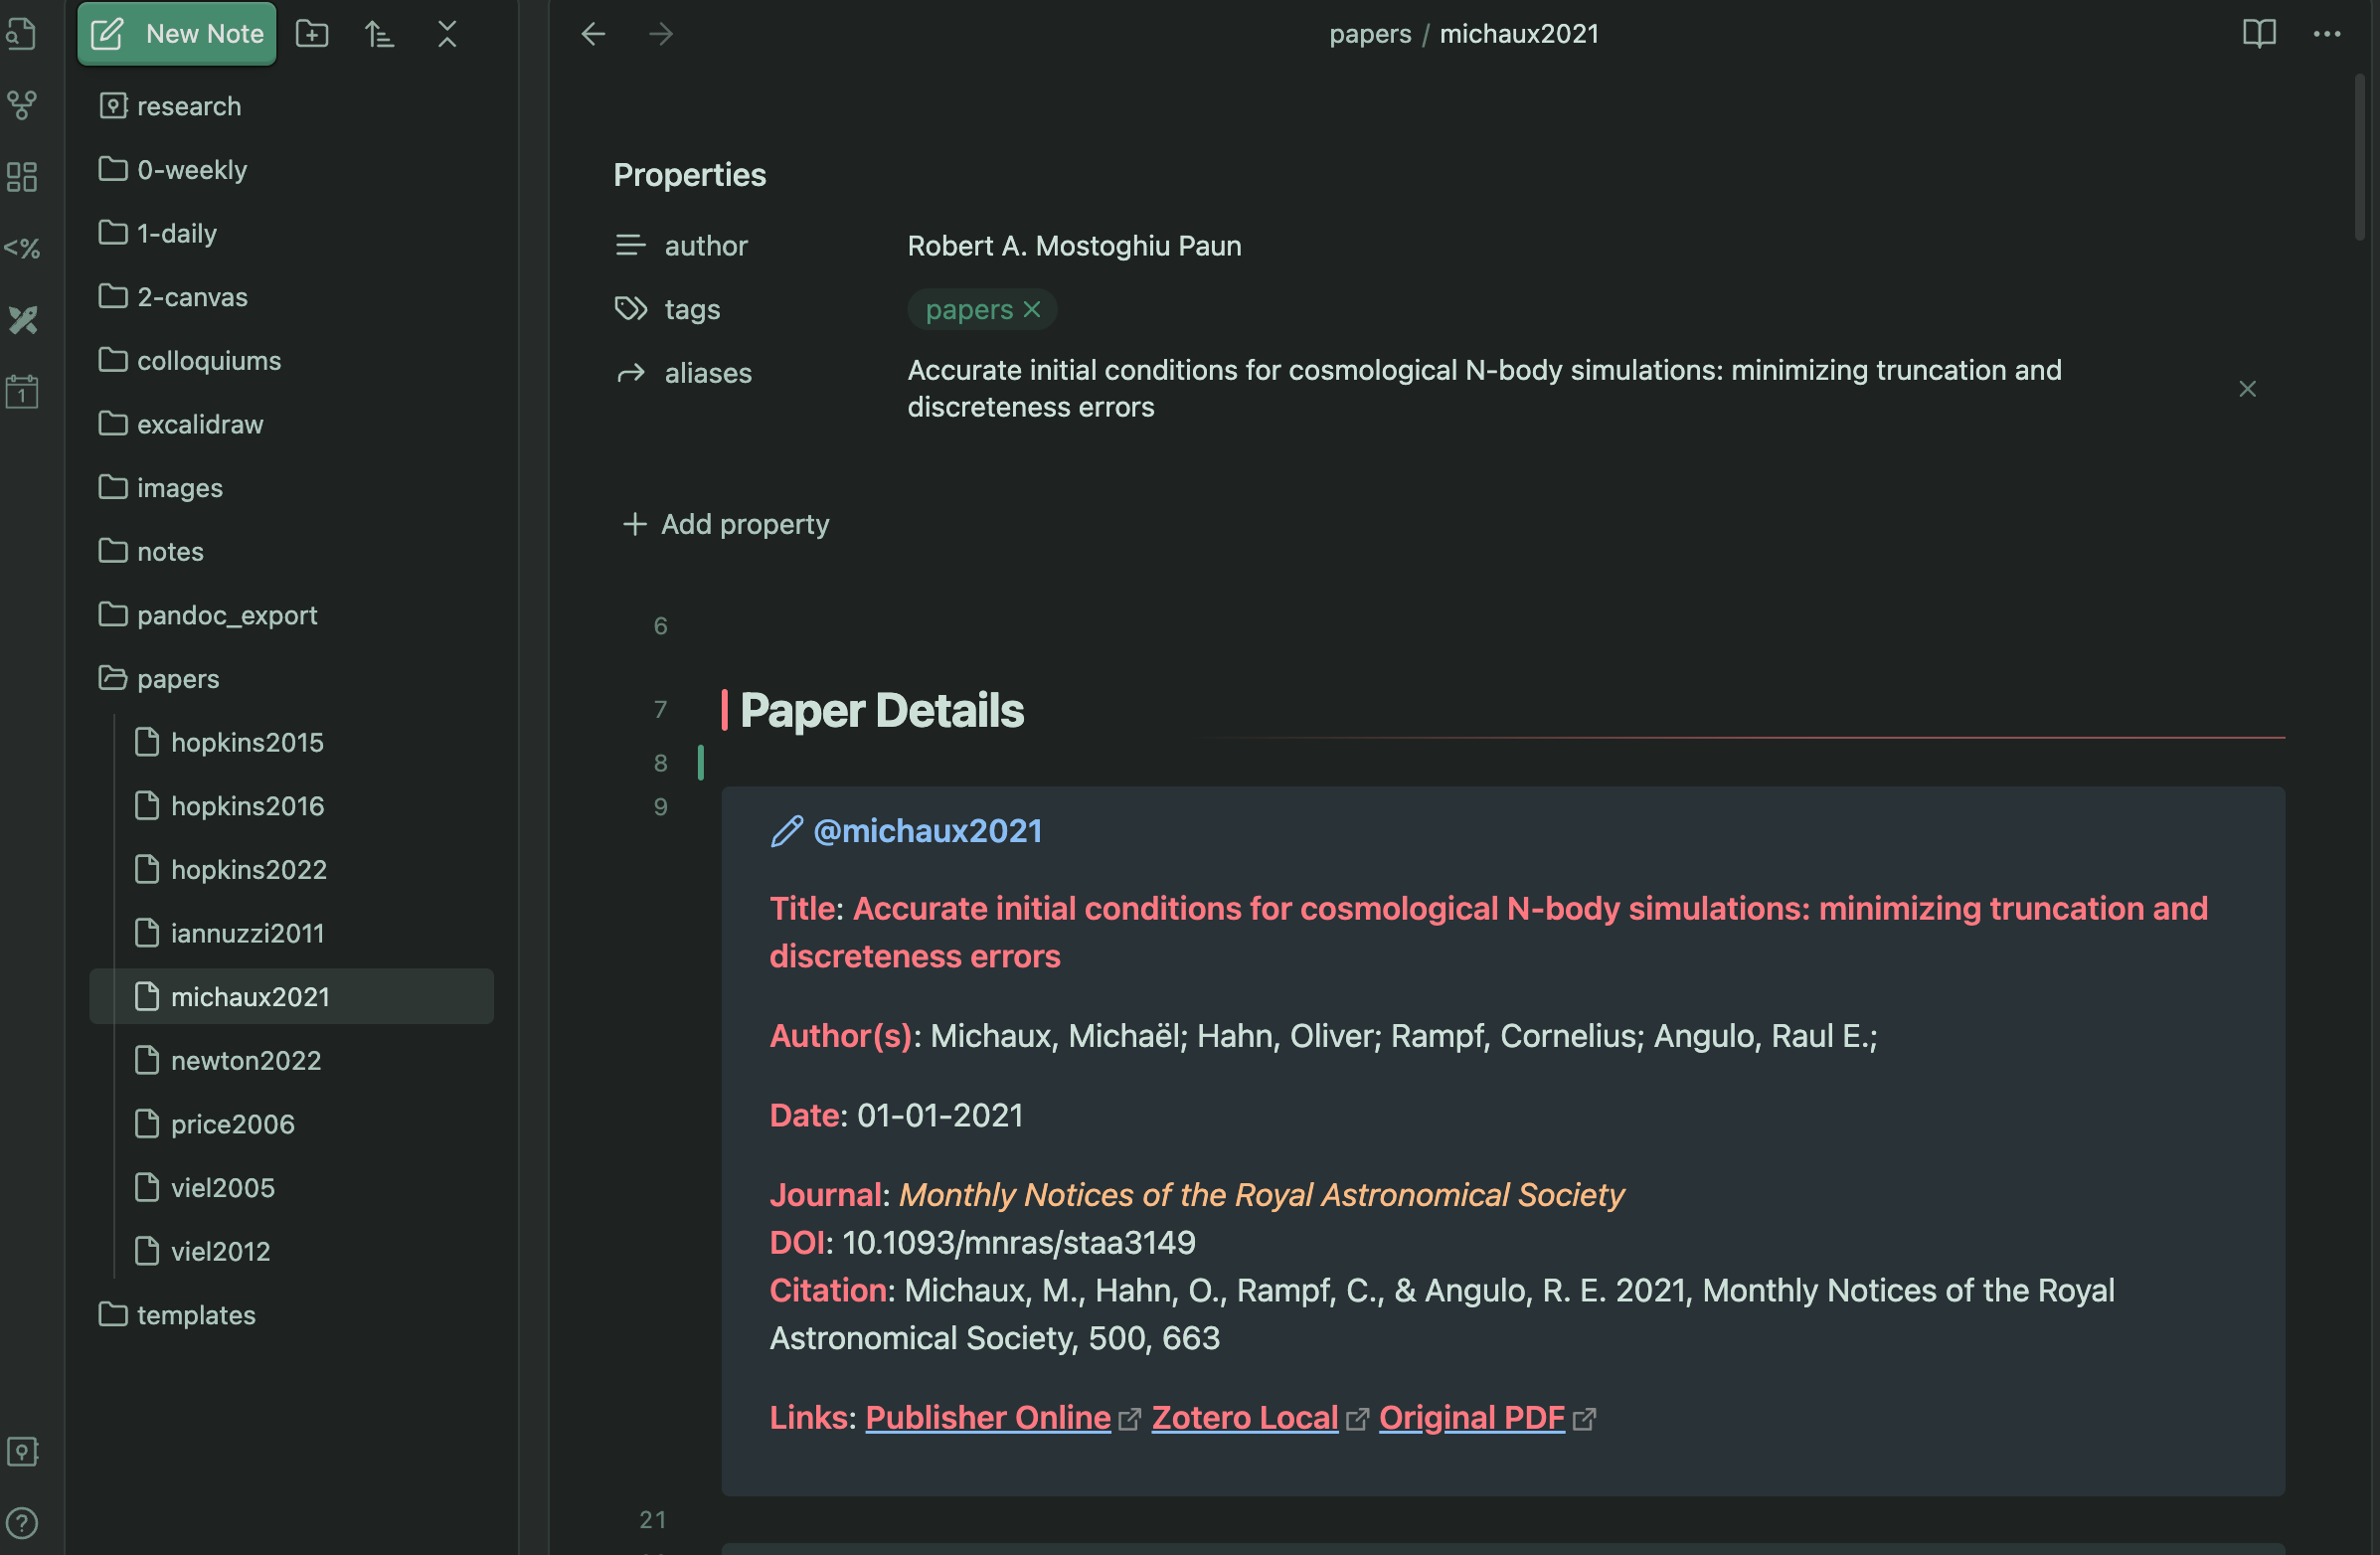 New Note
research
0-weekly
1-daily
2-canvas
colloquiums
excalidraw
images
notes
pandoc_export
papers
hopkins2015
hopkins2016
hopkins2022
iannuzzi2011
michaux2021
newton2022
price2006
viel2005
viel2012
templates
<%
1
?
papers / michaux2021
Properties
author Robert A. Mostoghiu Paun
tags papers
aliases Accurate initial conditions for cosmological N-body simulations: minimizing truncation and
discreteness errors
Add property
6
7 Paper Details
8
9
@michaux2021
Title: Accurate initial conditions for cosmological N-body simulations: minimizing truncation and
discreteness errors
Author(s): Michaux, Michaël; Hahn, Oliver; Rampf, Cornelius; Angulo, Raul E.;
Date: 01-01-2021
Journal: Monthly Notices of the Royal Astronomical Society
DOI: 10.1093/mnras/staa3149
Citation: Michaux, M., Hahn, O., Rampf, C., & Angulo, R. E. 2021, Monthly Notices of the Royal
Astronomical Society, 500, 663
Links: Publisher Online Zotero Local Original PDF
21